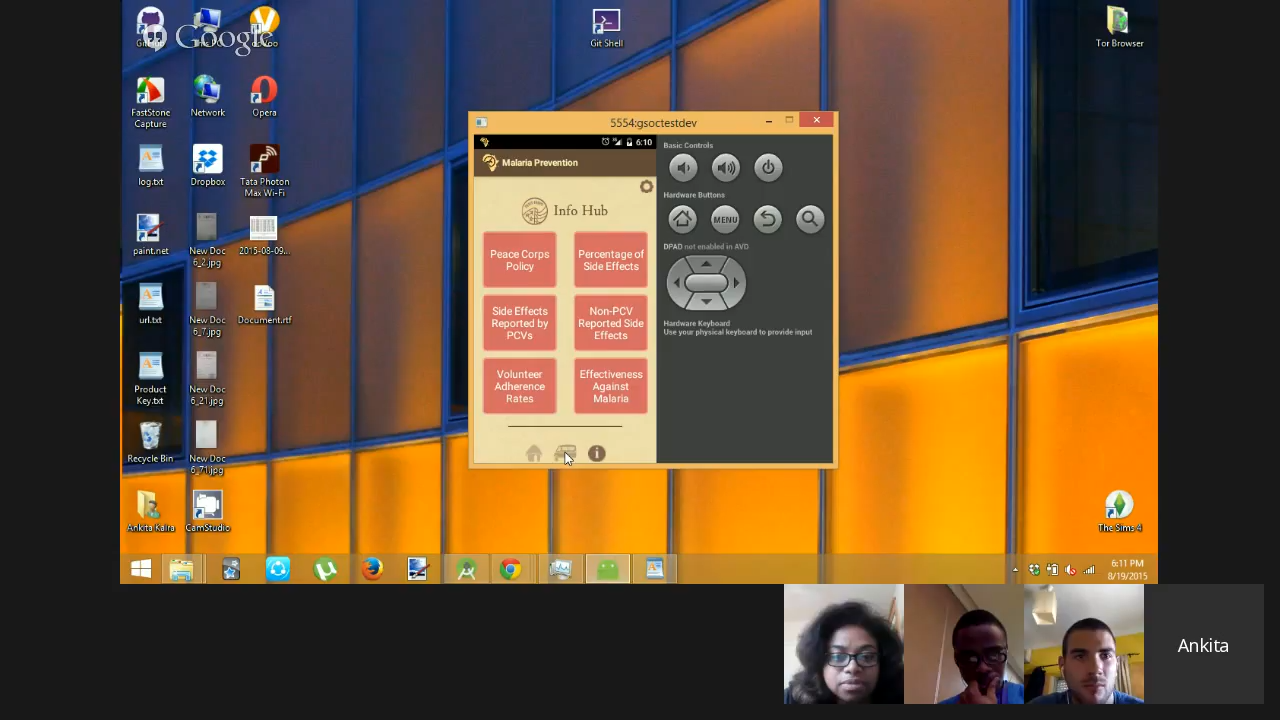 Google
GitHub
This PC
ooVoo
Git Shell
Tor Browser
FastStone
Capture
Network
Opera
log.txt
Dropbox
Tata Photon
Max Wi-Fi
paint.net
New Doc
6_2.jpg
2015-08-09...
url.txt
New Doc
6_7.jpg
Document.rtf
Product
Key.txt
New Doc
6_21.jpg
Recycle Bin
New Doc
6_71.jpg
Ankita Kalra
CamStudio
The Sims 4
5554:gsoctestdev
6:10
Malaria Prevention
Info Hub
Peace Corps
Policy
Percentage of
Side Effects
Side Effects
Reported by
PCVs
Non-PCV
Reported Side
Effects
Volunteer
Adherence
Rates
Effectiveness
Against
Malaria
Basic Controls
Hardware Buttons
MENU
DPAD not enabled in AVD
Hardware Keyboard
Use your physical keyboard to provide input
6:11 PM
8/19/2015
Ankita